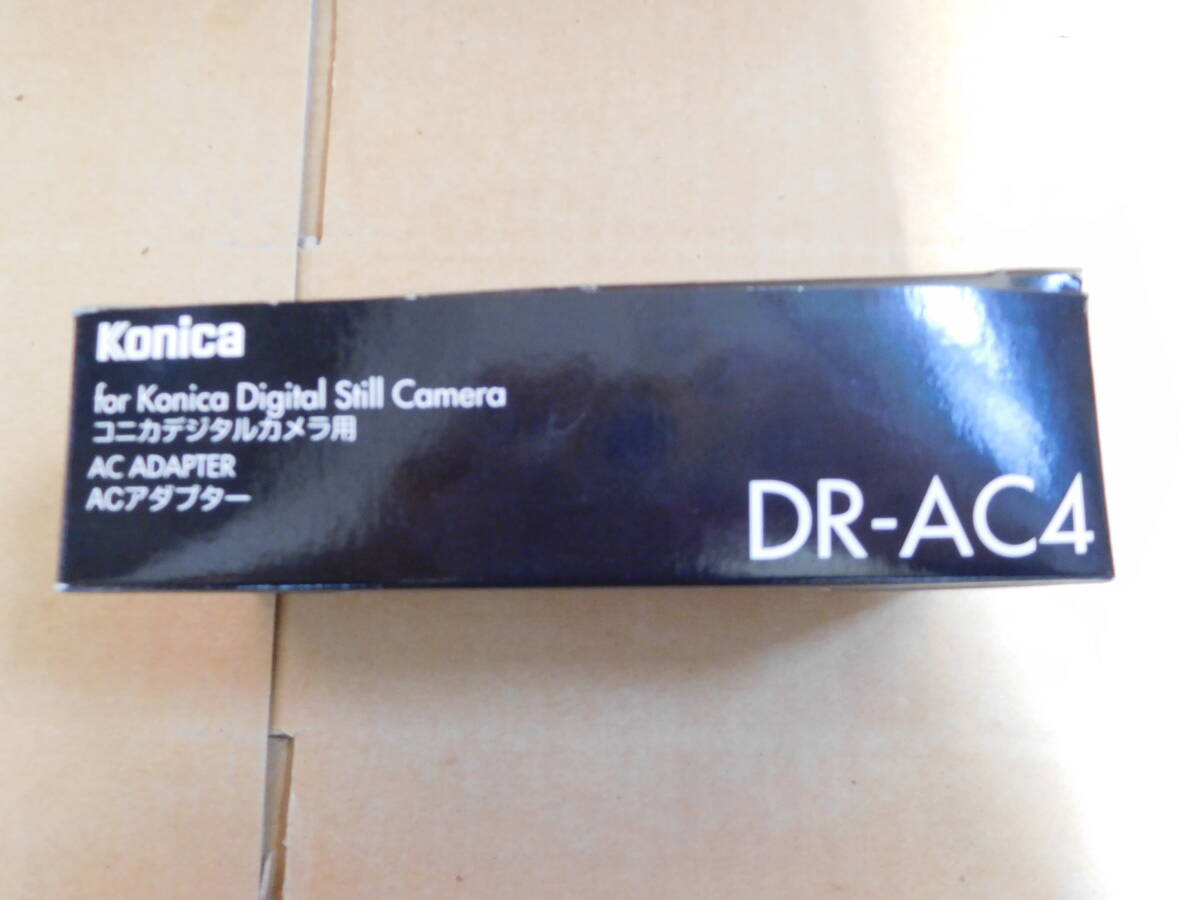 Konica
for Konica Digital Still Camera
コニカデジタルカメラ用
AC ADAPTER
ACアダプター
DR-AC4